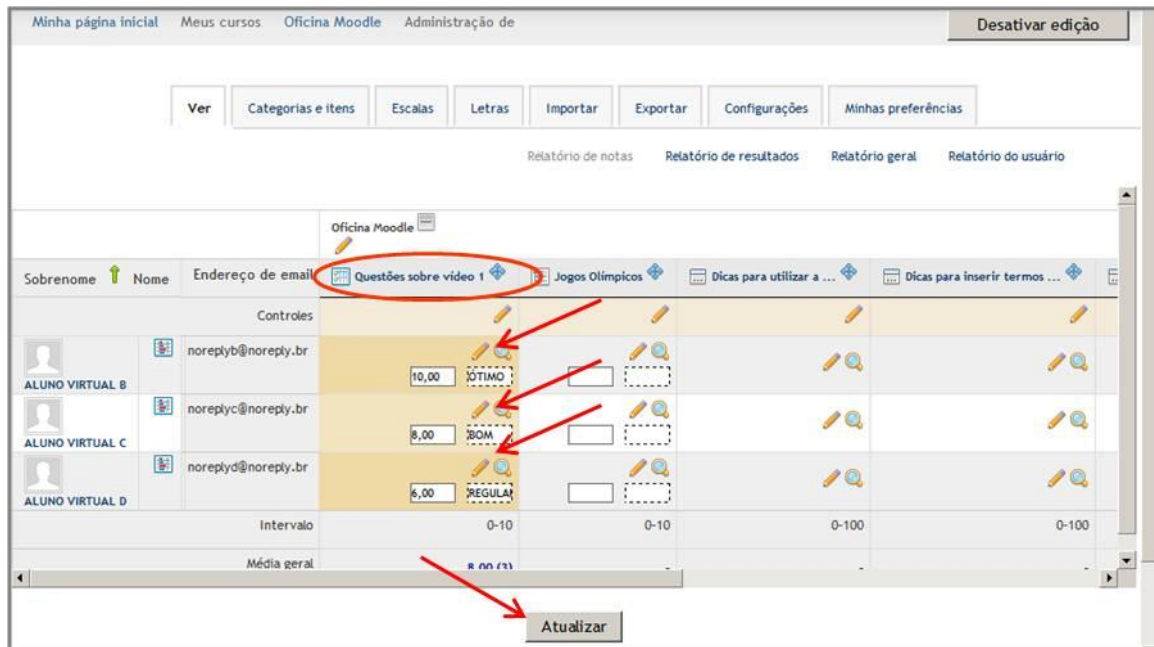 Minha página inicial Meus cursos Oficina Moodle Administração de Desativar edição
Ver Categorias e itens Escalas Letras Importar Exportar Configurações Minhas preferências
Relatório de notas Relatório de resultados Relatório geral Relatório do usuário
Oficina Moodle
Sobrenome Nome Endereço de email Questões sobre vídeo 1 Jogos Olímpicos Dicas para utilizar a ... Dicas para inserir termos ...
Controles
noreplyb@noreply.br
10,00 ÓTIMO
ALUNO VIRTUAL B
noreplyc@noreply.br
8,00 BOM
ALUNO VIRTUAL C
noreplyd@noreply.br
6,00 REGULA
ALUNO VIRTUAL D
Intervalo 0-10 0-10 0-100 0-100
Média geral 8,00 (3) - - -
Atualizar